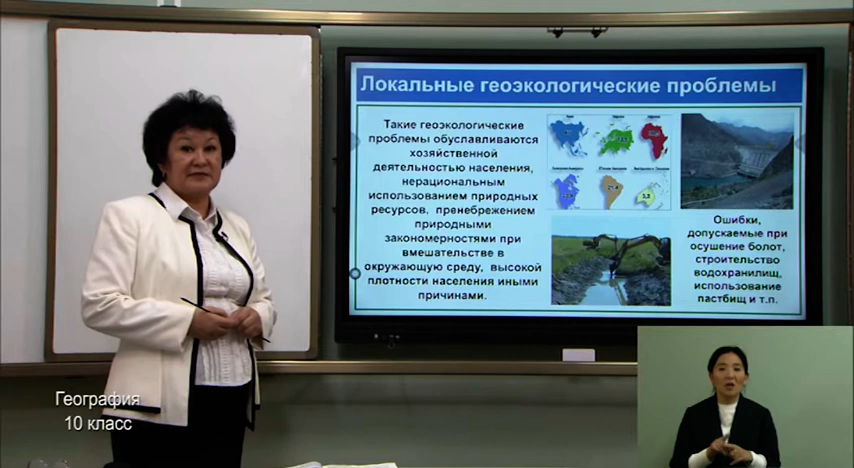 Локальные геоэкологические проблемы
Такие геоэкологические
проблемы обуславливаются
хозяйственной
деятельностью населения,
нерациональным
использованием природных
ресурсов, пренебрежением
природными
закономерностями при
вмешательстве в
окружающую среду, высокой
плотности населения иными
причинами.
Ошибки,
допускаемые при
осушение болот,
строительство
водохранилищ,
использование
пастбищ и т.п.
География
10 класс